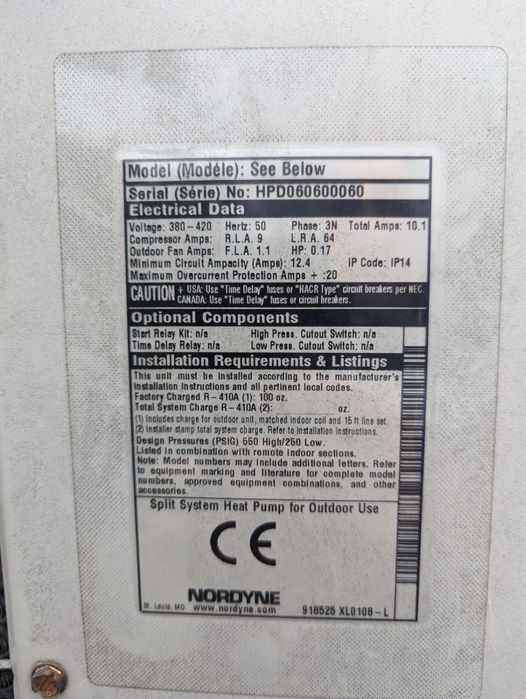 Model (Modéle): See Below
Serial (Série) No: HPD060600060
Electrical Data
Voltage: 380-420 Hertz: 50 Phase: 3N Total Amps: 10.1
Compressor Amps: R.L.A. 9 L.R.A. 64
Outdoor Fan Amps: F.L.A. 1.1 HP: 0.17
Minimum Circuit Ampacity (Amps): 12.4 IP Code: IP14
Maximum Overcurrent Protection Amps + :20
CAUTION + USA: Use "Time Delay" fuses or "HACR Type" circuit breakers per NEC.
CANADA: Use "Time Delay" fuses or circuit breakers.
Optional Components
Start Relay Kit: n/a High Press. Cutout Switch: n/a
Time Delay Relay: n/a Low Press. Cutout Switch: n/a
Installation Requirements & Listings
This unit must be installed according to the manufacturer's
Installation Instructions and all pertinent local codes.
Factory Charged R-410A (1): 100 oz.
Total System Charge R-410A (2): oz.
(1) Includes charge for outdoor unit, matched indoor coil and 15 ft line set.
(2) Installer stamp total system charge. Refer to Installation Instructions.
Design Pressures (PSIG) 550 High/250 Low.
Listed in combination with remote indoor sections.
Note: Model numbers may include additional letters. Refer
to equipment marking and literature for complete model
numbers, approved equipment combinations, and other
accessories.
Split System Heat Pump for Outdoor Use
CE
NORDYNE
St. Louis, MO www.nordyne.com 918525 XL0108-L